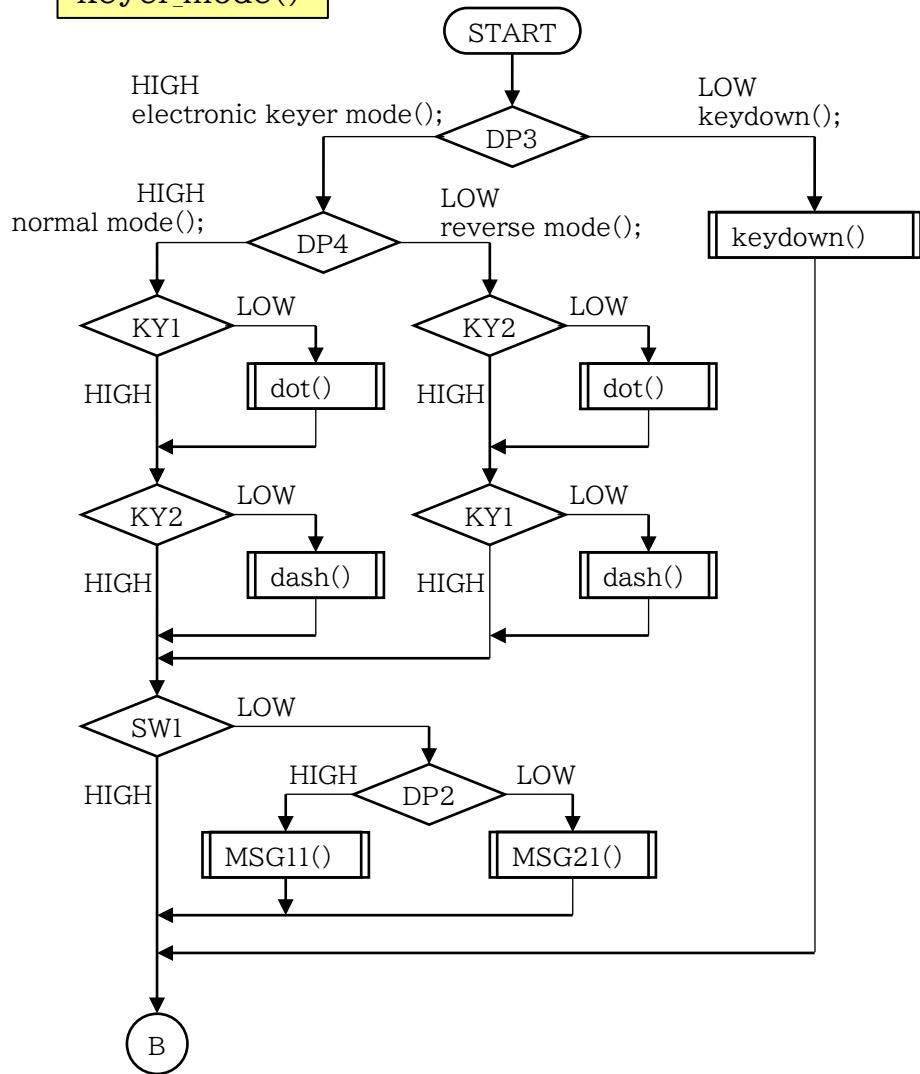 keyer_mode()
START
HIGH
electronic keyer mode();
LOW
keydown();
DP3
HIGH
normal mode();
LOW
reverse mode();
DP4
keydown()
KY1
LOW
KY2
LOW
HIGH
dot()
HIGH
dot()
KY2
LOW
KY1
LOW
HIGH
dash()
HIGH
dash()
SW1
LOW
HIGH
HIGH
DP2
LOW
MSG11()
MSG21()
B